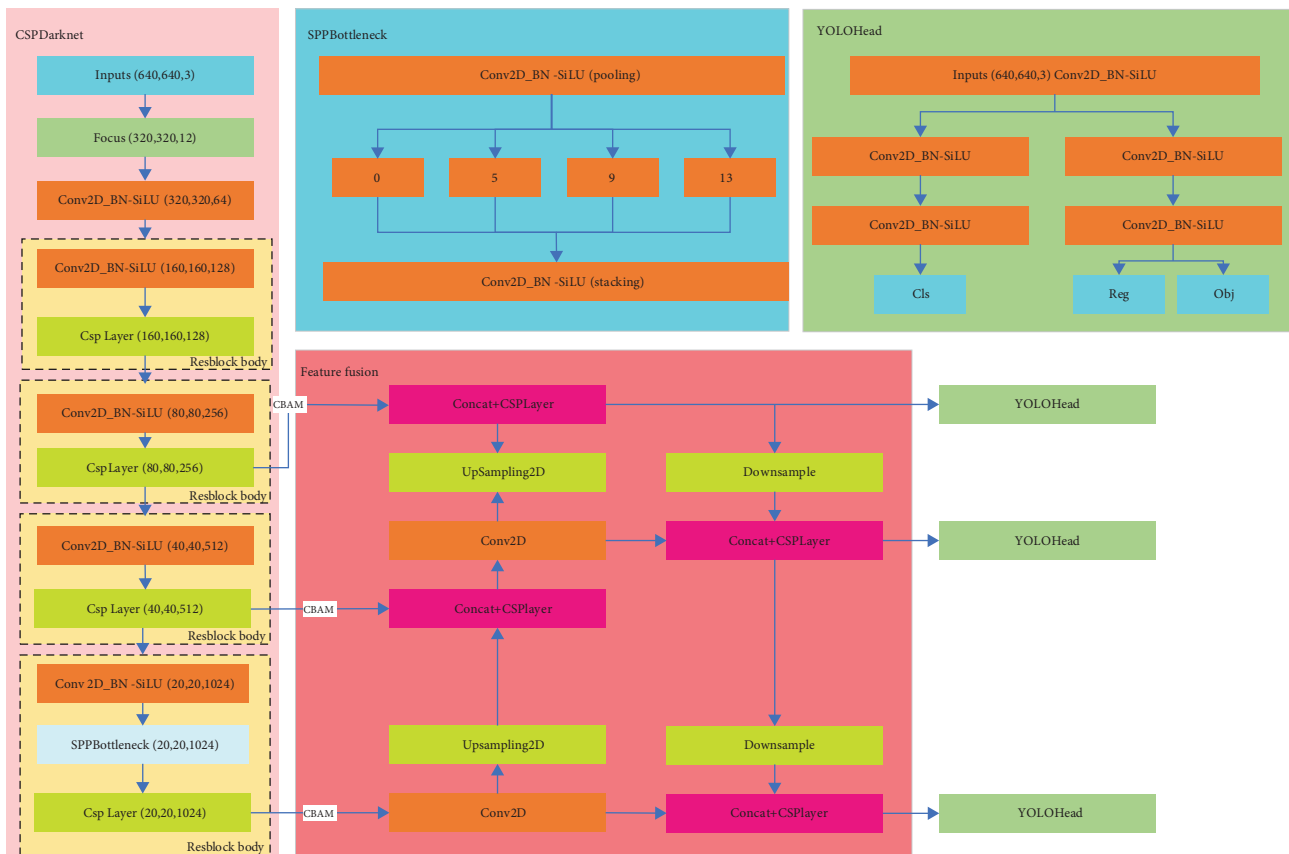 CSPDarknet
Inputs (640,640,3)
Focus (320,320,12)
Conv2D_BN-SiLU (320,320,64)
Conv2D_BN-SiLU (160,160,128)
Csp Layer (160,160,128)
Resblock body
Conv2D_BN-SiLU (80,80,256)
CspLayer (80,80,256)
Resblock body
Conv2D_BN-SiLU (40,40,512)
Csp Layer (40,40,512)
Resblock body
Conv 2D_BN -SiLU (20,20,1024)
SPPBottleneck (20,20,1024)
Csp Layer (20,20,1024)
Resblock body
SPPBottleneck
Conv2D_BN -SiLU (pooling)
0
5
9
13
Conv2D_BN -SiLU (stacking)
YOLOHead
Inputs (640,640,3) Conv2D_BN-SiLU
Conv2D_BN-SiLU
Conv2D_BN-SiLU
Conv2D_BN-SiLU
Conv2D_BN-SiLU
Cls
Reg
Obj
Feature fusion
CBAM
Concat+CSPLayer
YOLOHead
UpSampling2D
Downsample
Conv2D
Concat+CSPLayer
YOLOHead
CBAM
Concat+CSPlayer
Upsampling2D
Downsample
CBAM
Conv2D
Concat+CSPlayer
YOLOHead